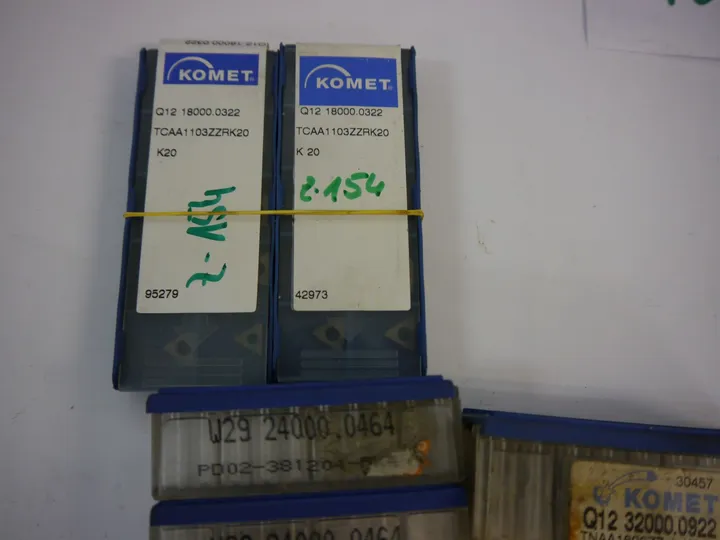 KOMET
Q12 18000.0322
TCAA1103ZZRK20
K20
z-154
95279
KOMET
Q12 18000.0322
TCAA1103ZZRK20
K 20
z.154
42973
W29 24000.0464
30457
KOMET
Q12 32000.0922